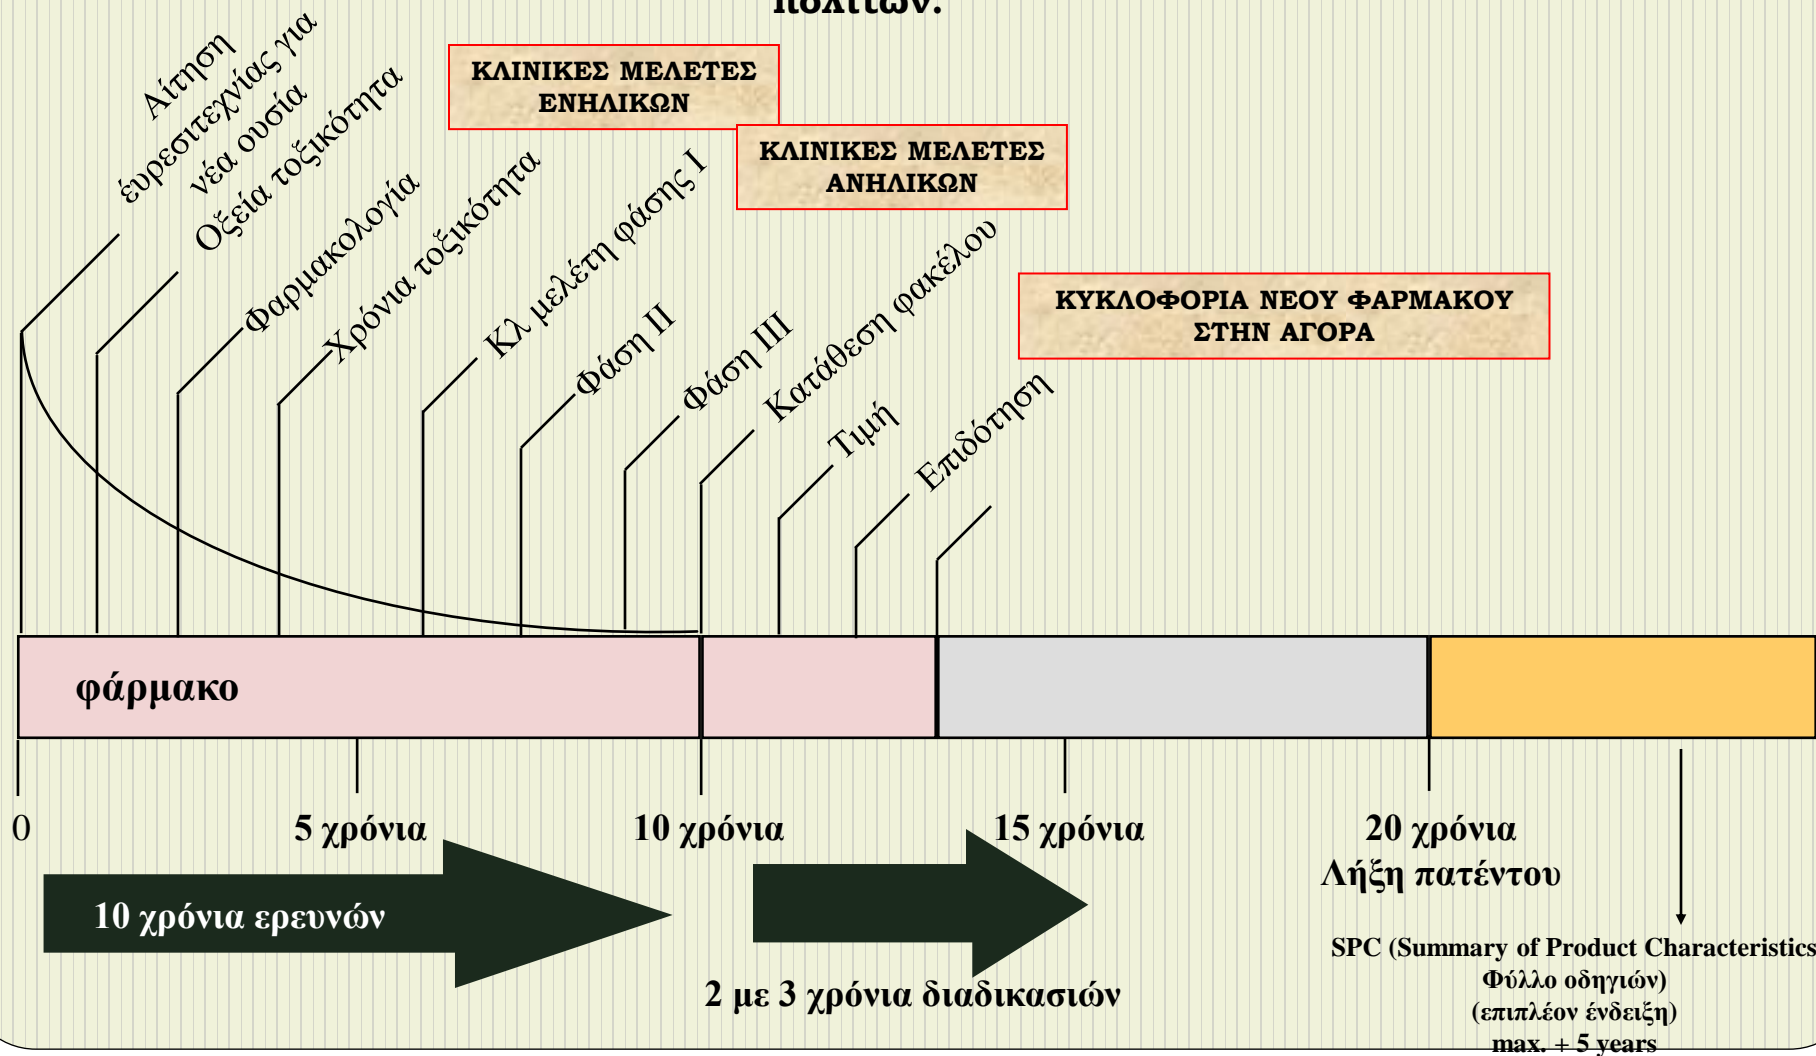 πολιτών.
Αίτηση
έυρεσιτεχνίας για
νέα ουσία
Οξεία τοξικότητα
Φαρμακολογία
Χρόνια τοξικότητα
Κλ μελέτη φάσης Ι
Φάση ΙΙ
Φάση ΙΙΙ
Κατάθεση φακέλου
Τιμή
Επιδότηση
ΚΛΙΝΙΚΕΣ ΜΕΛΕΤΕΣ
ΕΝΗΛΙΚΩΝ
ΚΛΙΝΙΚΕΣ ΜΕΛΕΤΕΣ
ΑΝΗΛΙΚΩΝ
ΚΥΚΛΟΦΟΡΙΑ ΝΕΟΥ ΦΑΡΜΑΚΟΥ
ΣΤΗΝ ΑΓΟΡΑ
φάρμακο
0
5 χρόνια
10 χρόνια
15 χρόνια
20 χρόνια
Λήξη πατέντου
10 χρόνια ερευνών
2 με 3 χρόνια διαδικασιών
SPC (Summary of Product Characteristics
Φύλλο οδηγιών)
(επιπλέον ένδειξη)
max. + 5 years